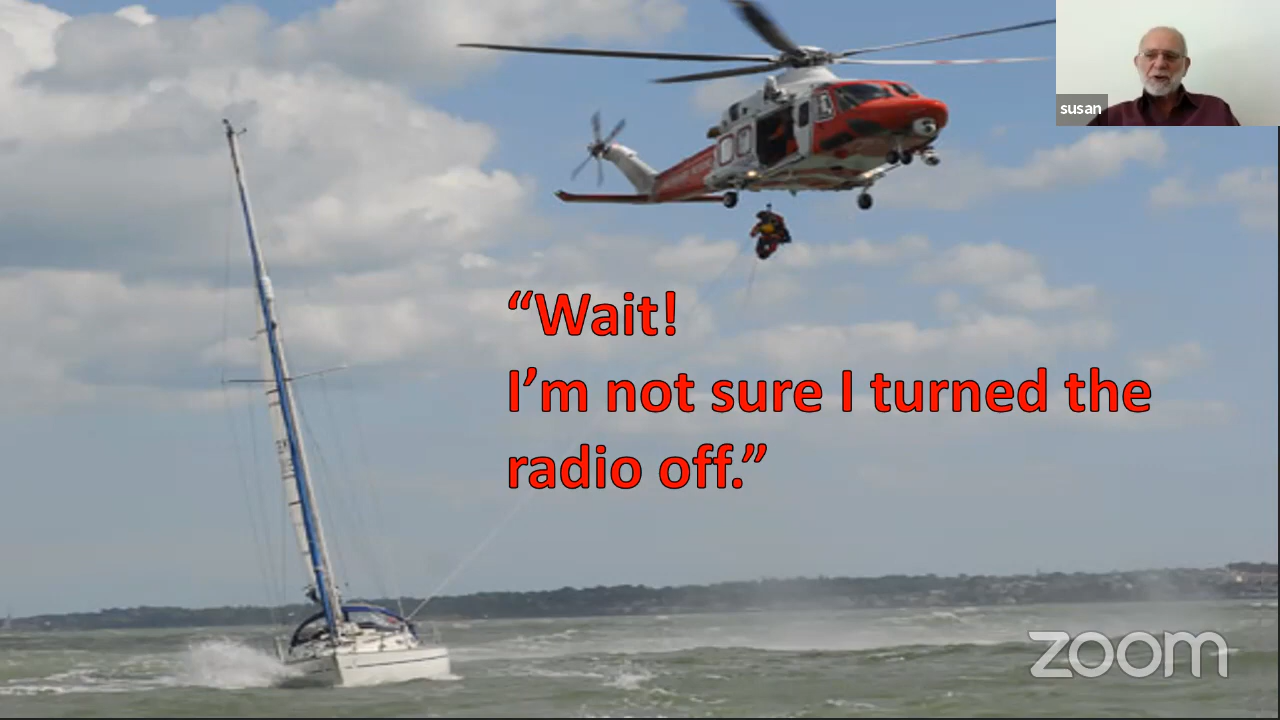 susan
“Wait!
I’m not sure I turned the
radio off.”
zoom